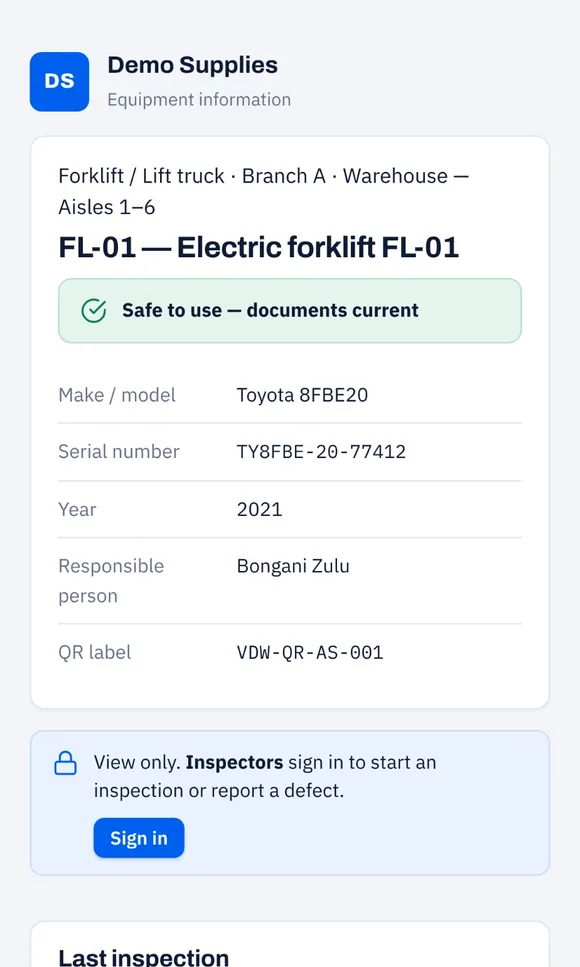 DS
Demo Supplies
Equipment information
Forklift / Lift truck · Branch A · Warehouse —
Aisles 1–6
FL-01 — Electric forklift FL-01
Safe to use — documents current
Make / model Toyota 8FBE20
Serial number TY8FBE-20-77412
Year 2021
Responsible person Bongani Zulu
QR label VDW-QR-AS-001
View only. Inspectors sign in to start an
inspection or report a defect.
Sign in
Last inspection